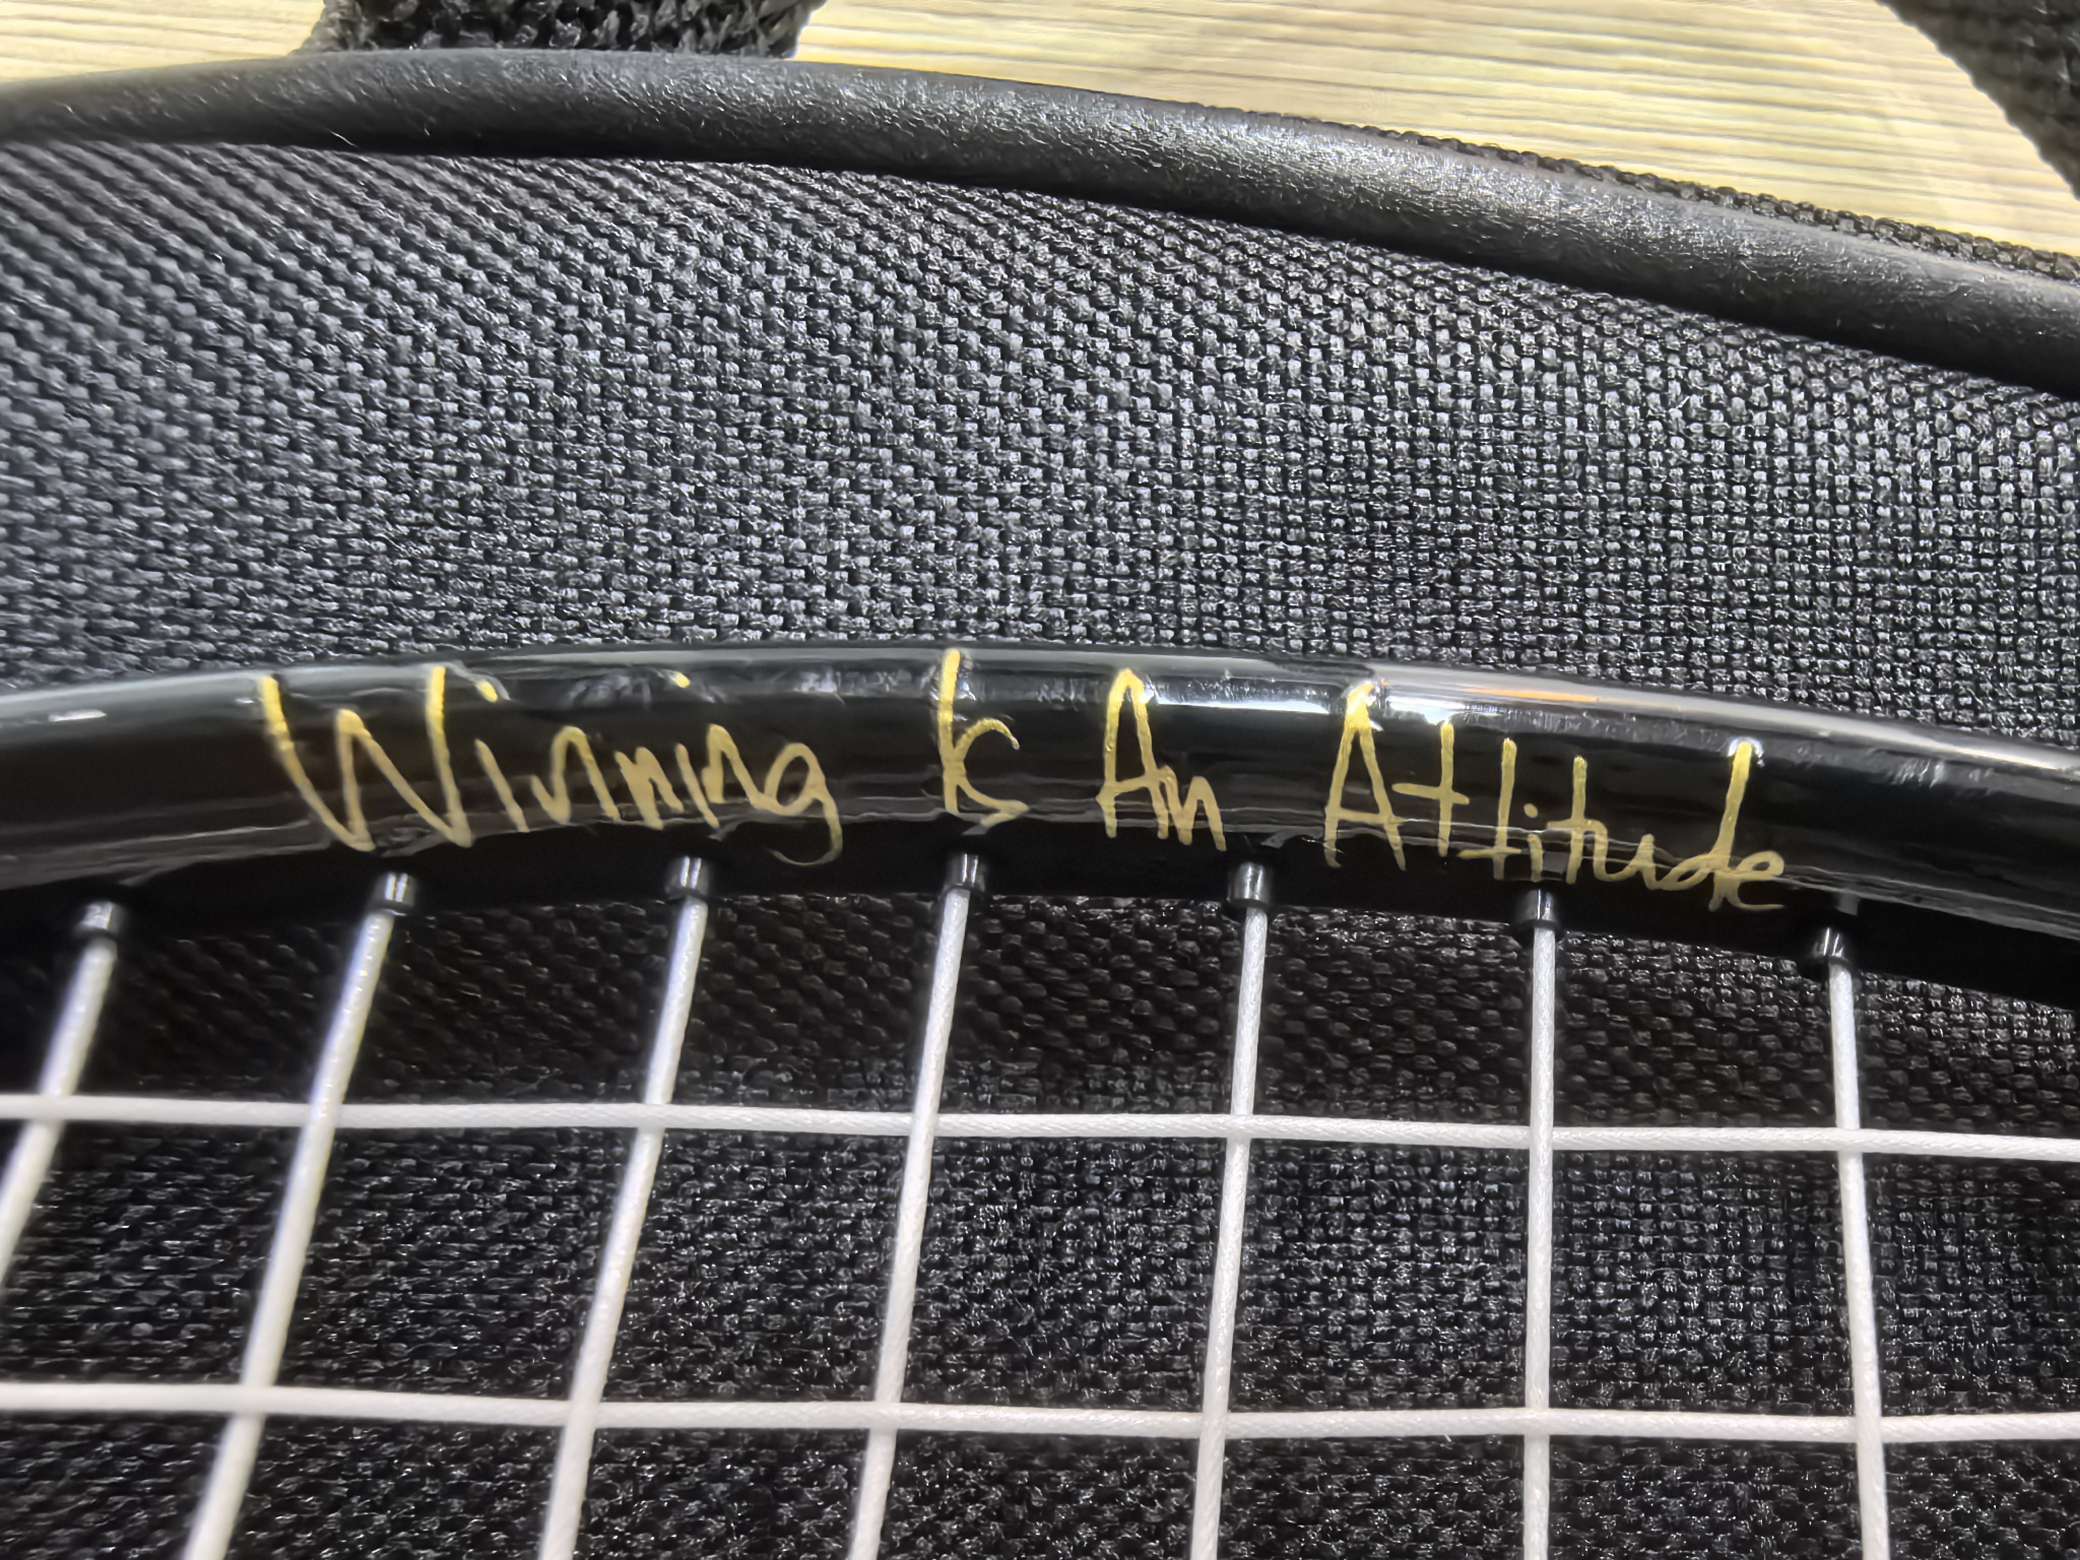 Winning Is An Attitude